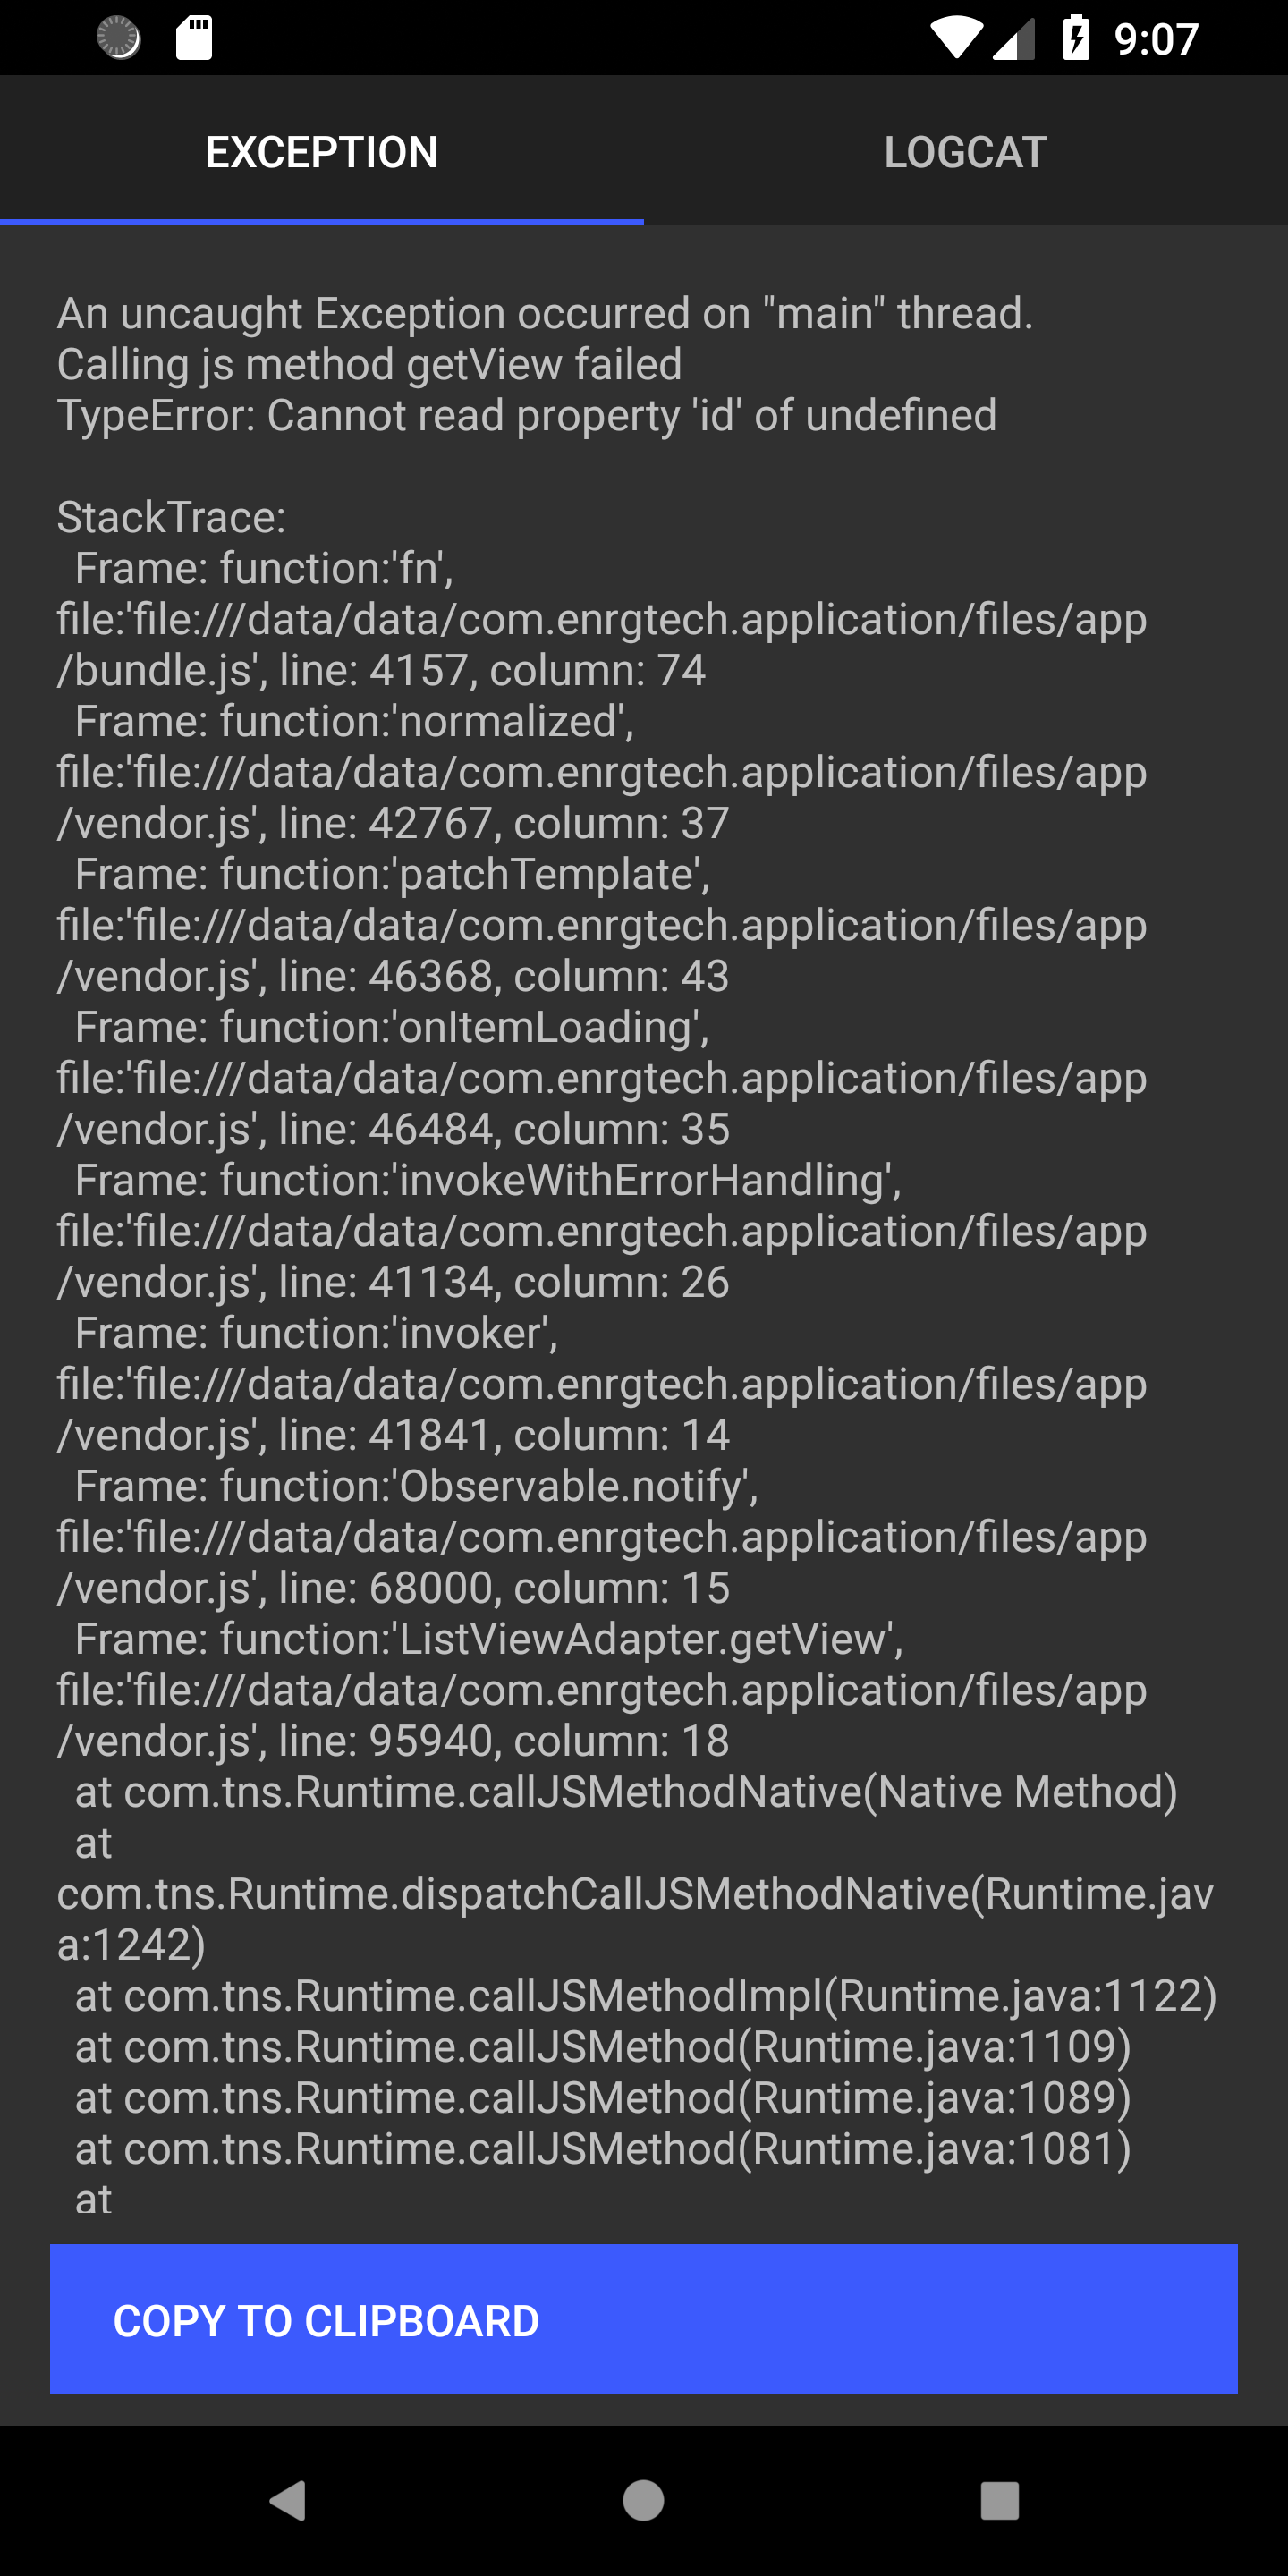 9:07
EXCEPTION
LOGCAT
An uncaught Exception occurred on "main" thread.
Calling js method getView failed
TypeError: Cannot read property 'id' of undefined
StackTrace:
Frame: function:'fn',
file:'file:///data/data/com.enrgtech.application/files/app
/bundle.js', line: 4157, column: 74
Frame: function:'normalized',
file:'file:///data/data/com.enrgtech.application/files/app
/vendor.js', line: 42767, column: 37
Frame: function:'patchTemplate',
file:'file:///data/data/com.enrgtech.application/files/app
/vendor.js', line: 46368, column: 43
Frame: function:'onItemLoading',
file:'file:///data/data/com.enrgtech.application/files/app
/vendor.js', line: 46484, column: 35
Frame: function:'invokeWithErrorHandling',
file:'file:///data/data/com.enrgtech.application/files/app
/vendor.js', line: 41134, column: 26
Frame: function:'invoker',
file:'file:///data/data/com.enrgtech.application/files/app
/vendor.js', line: 41841, column: 14
Frame: function:'Observable.notify',
file:'file:///data/data/com.enrgtech.application/files/app
/vendor.js', line: 68000, column: 15
Frame: function:'ListViewAdapter.getView',
file:'file:///data/data/com.enrgtech.application/files/app
/vendor.js', line: 95940, column: 18
at com.tns.Runtime.callJSMethodNative(Native Method)
at
com.tns.Runtime.dispatchCallJSMethodNative(Runtime.jav
a:1242)
at com.tns.Runtime.callJSMethodImpl(Runtime.java:1122)
at com.tns.Runtime.callJSMethod(Runtime.java:1109)
at com.tns.Runtime.callJSMethod(Runtime.java:1089)
at com.tns.Runtime.callJSMethod(Runtime.java:1081)
at
COPY TO CLIPBOARD